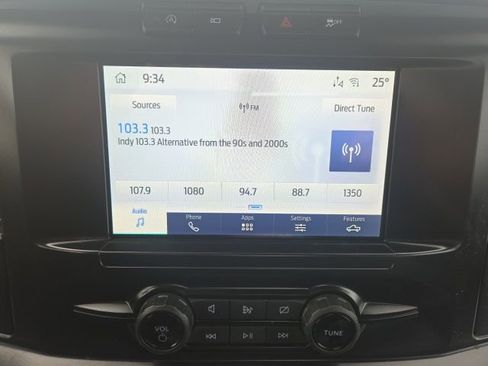 OFF
9:34
25°
Sources
FM
Direct Tune
103.3 103.3
Indy 103.3 Alternative from the 90s and 2000s
107.9 1080 94.7 88.7 1350
Audio Phone Apps Settings Features
VOL
TUNE